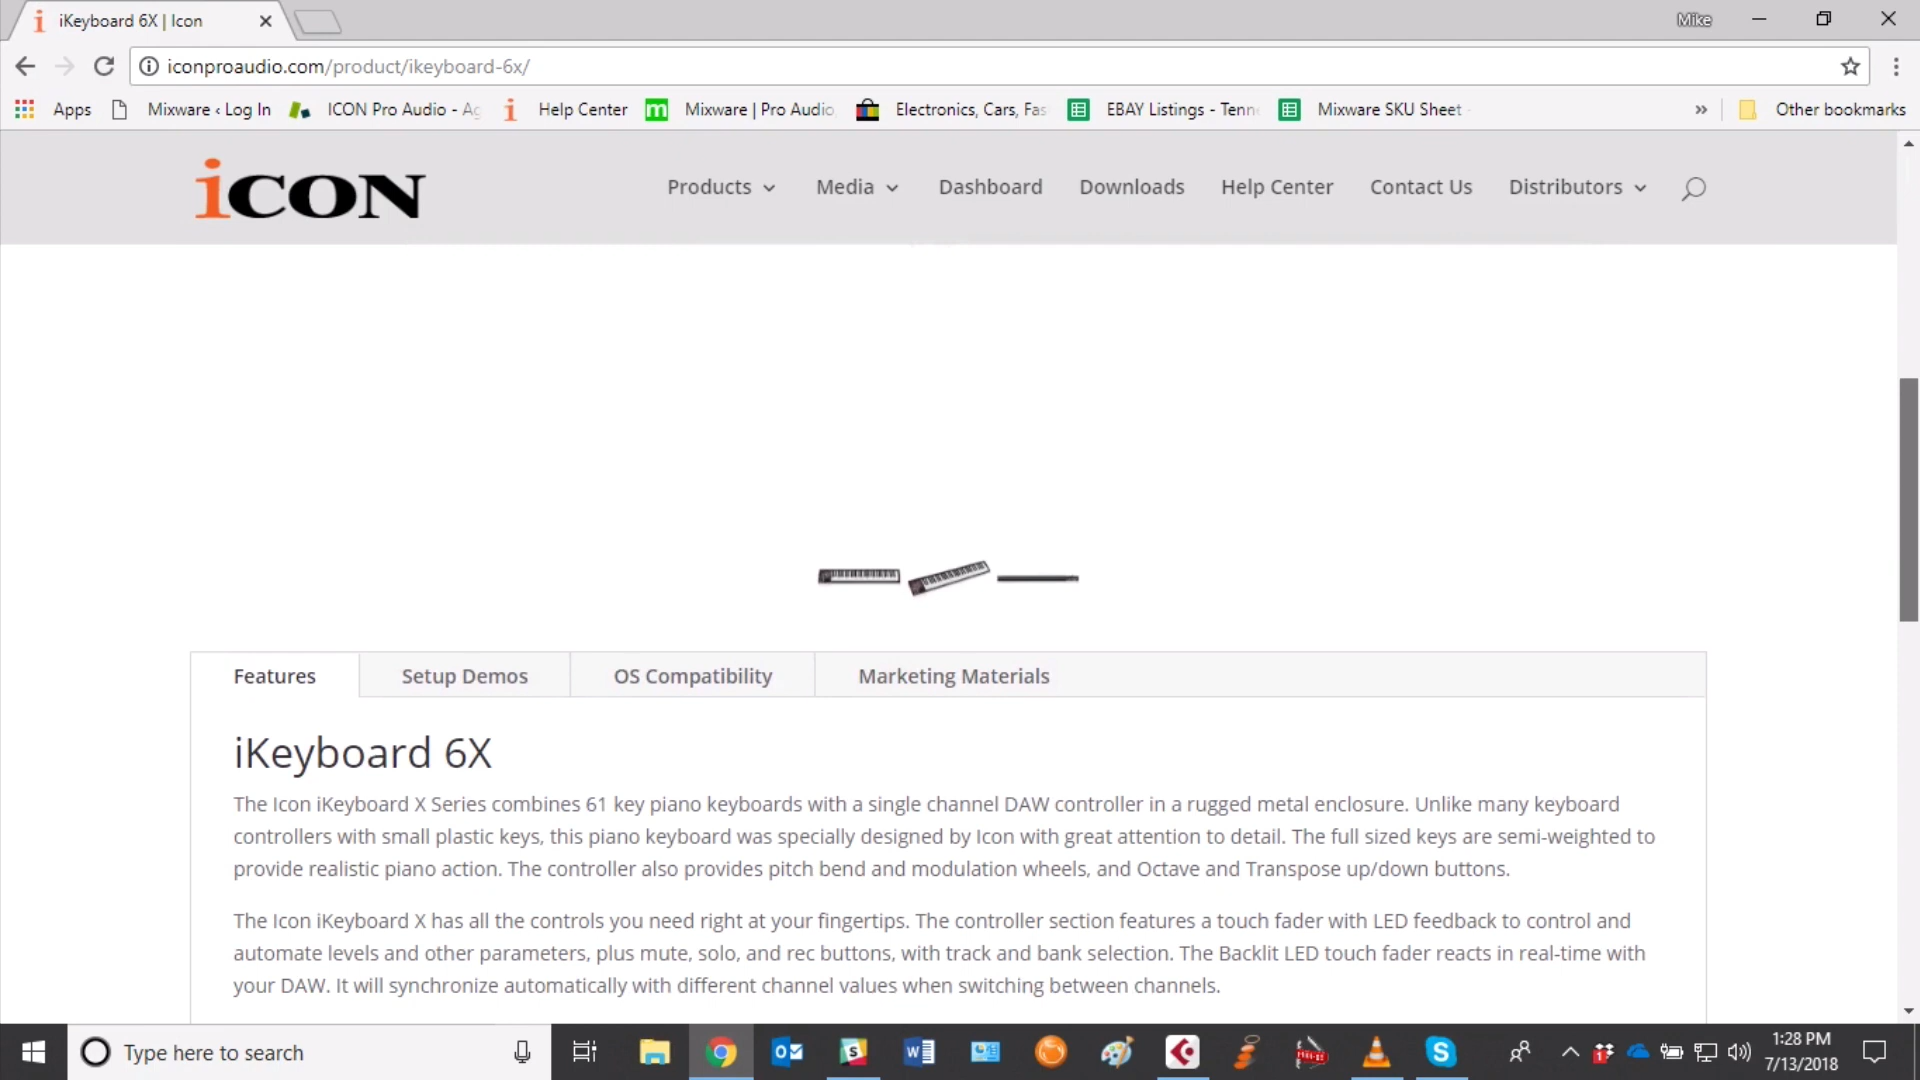 iKeyboard 6X | Icon
Mike
iconproaudio.com/product/ikeyboard-6x/
Apps Mixware ‹ Log In ICON Pro Audio - Ag Help Center Mixware | Pro Audio Electronics, Cars, Fas EBAY Listings - Tenn Mixware SKU Sheet - » Other bookmarks
iCON
Products Media Dashboard Downloads Help Center Contact Us Distributors
Features Setup Demos OS Compatibility Marketing Materials
iKeyboard 6X
The Icon iKeyboard X Series combines 61 key piano keyboards with a single channel DAW controller in a rugged metal enclosure. Unlike many keyboard
controllers with small plastic keys, this piano keyboard was specially designed by Icon with great attention to detail. The full sized keys are semi-weighted to
provide realistic piano action. The controller also provides pitch bend and modulation wheels, and Octave and Transpose up/down buttons.
The Icon iKeyboard X has all the controls you need right at your fingertips. The controller section features a touch fader with LED feedback to control and
automate levels and other parameters, plus mute, solo, and rec buttons, with track and bank selection. The Backlit LED touch fader reacts in real-time with
your DAW. It will synchronize automatically with different channel values when switching between channels.
Type here to search
1:28 PM
7/13/2018